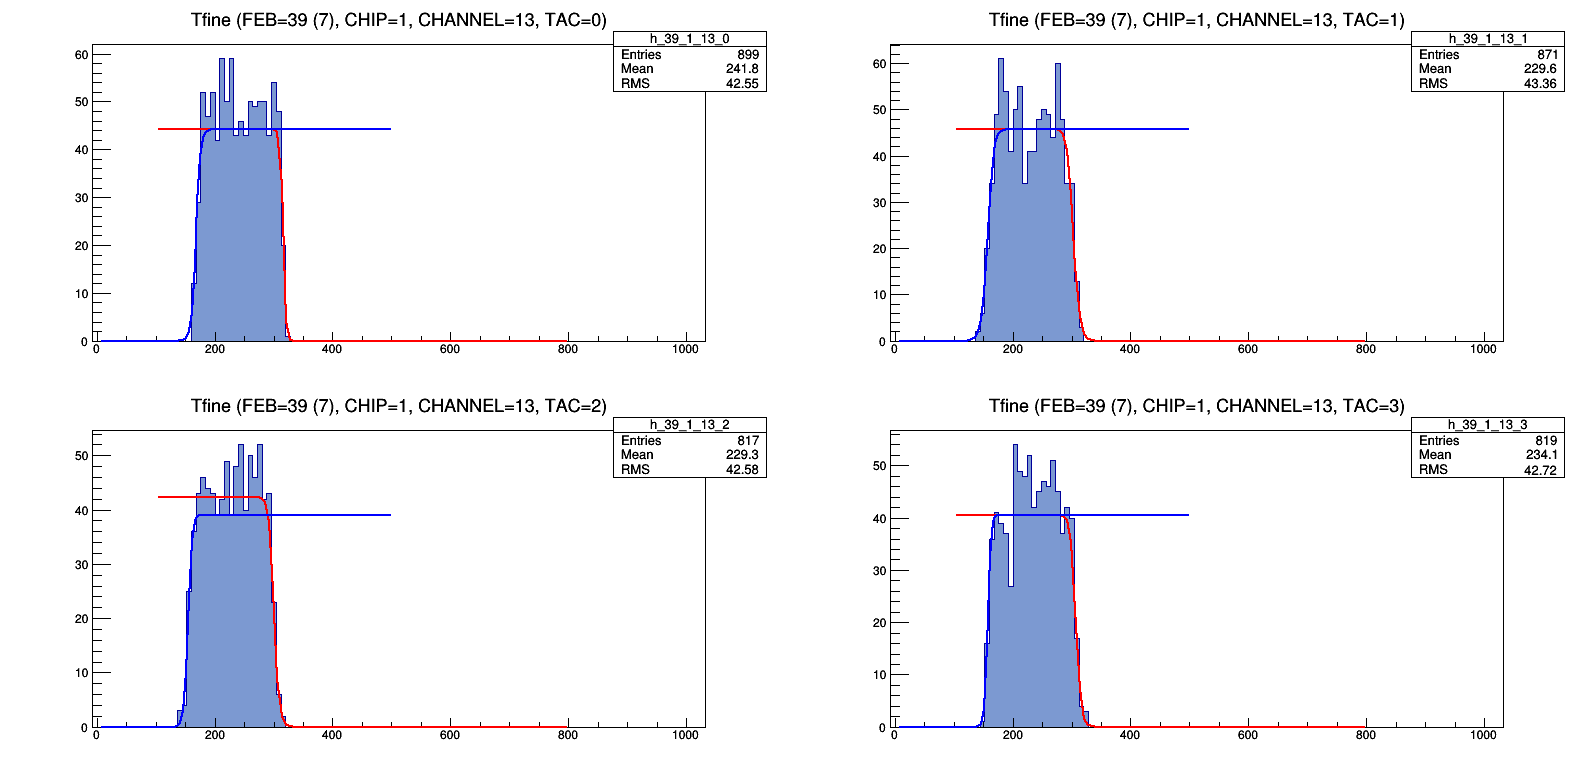 Tfine (FEB=39 (7), CHIP=1, CHANNEL=13, TAC=0)
h_39_1_13_0
Entries 899
Mean 241.8
RMS 42.55
60
50
40
30
20
10
0
0 200 400 600 800 1000
Tfine (FEB=39 (7), CHIP=1, CHANNEL=13, TAC=1)
h_39_1_13_1
Entries 871
Mean 229.6
RMS 43.36
60
50
40
30
20
10
0
0 200 400 600 800 1000
Tfine (FEB=39 (7), CHIP=1, CHANNEL=13, TAC=2)
h_39_1_13_2
Entries 817
Mean 229.3
RMS 42.58
50
40
30
20
10
0
0 200 400 600 800 1000
Tfine (FEB=39 (7), CHIP=1, CHANNEL=13, TAC=3)
h_39_1_13_3
Entries 819
Mean 234.1
RMS 42.72
50
40
30
20
10
0
0 200 400 600 800 1000